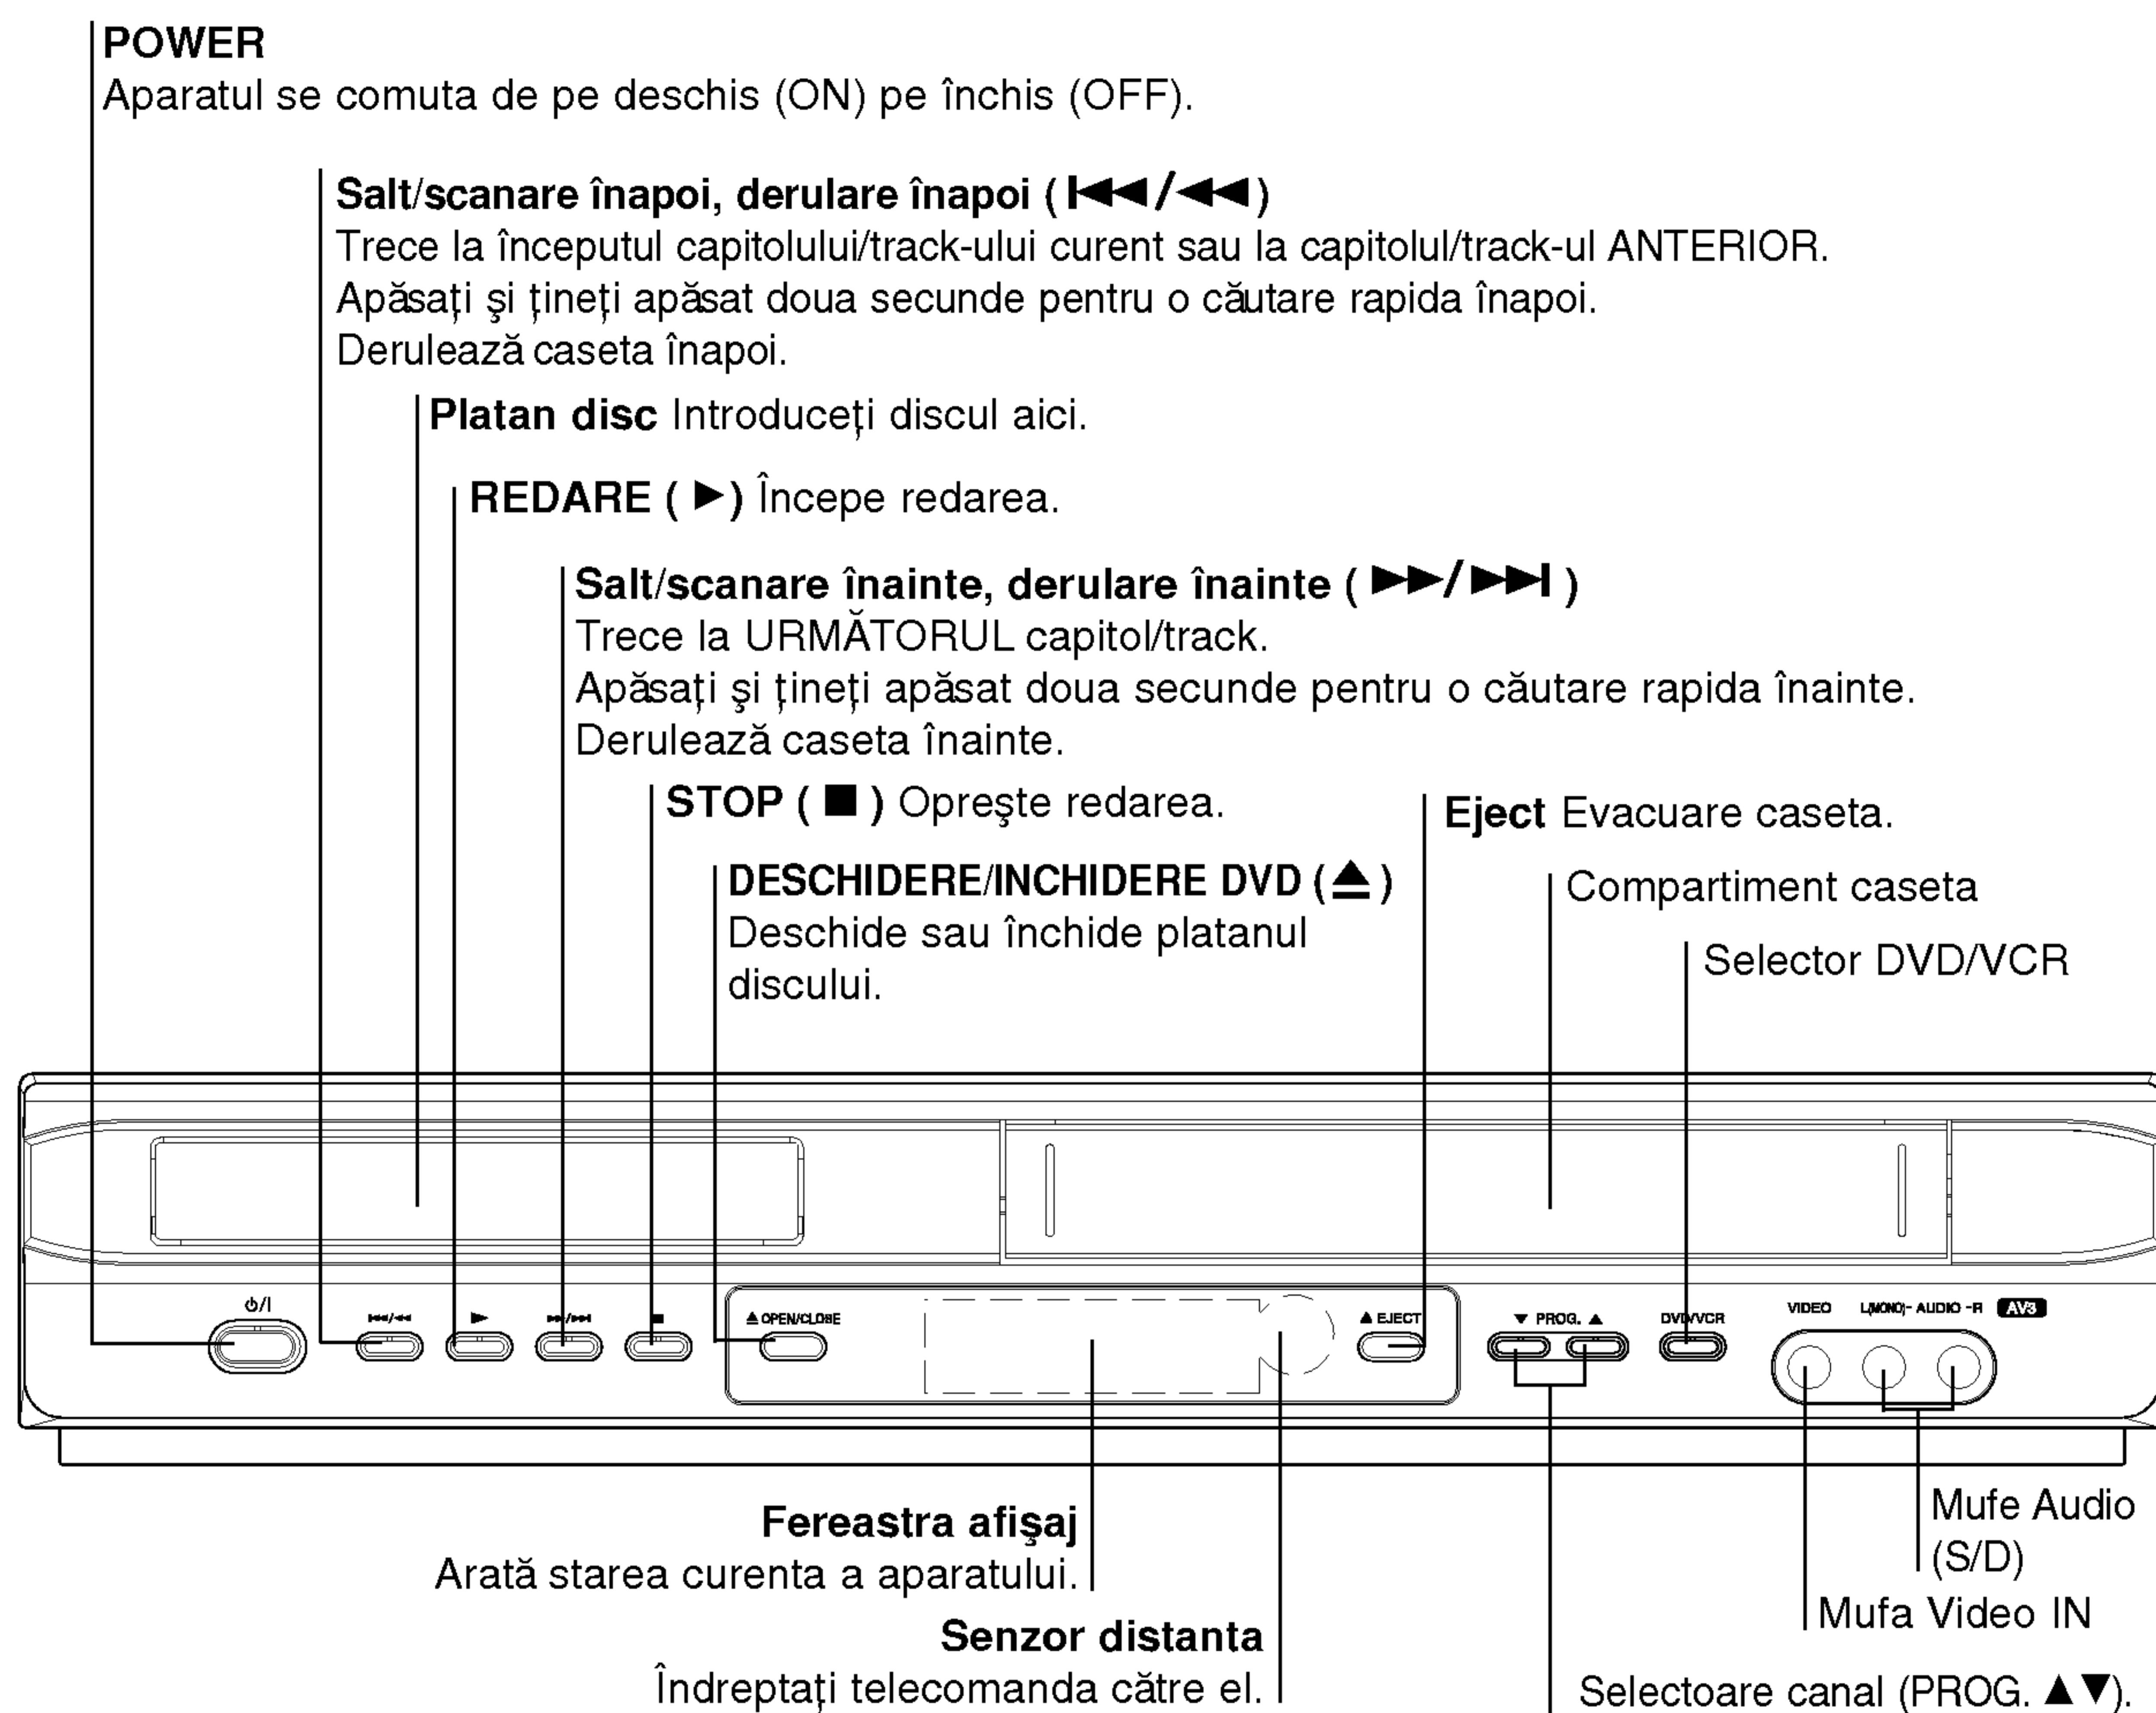 POWER
Aparatul se comuta de pe deschis (ON) pe închis (OFF).
Salt/scanare înapoi, derulare înapoi (⏮/◀◀)
Trece la începutul capitolului/track-ului curent sau la capitolul/track-ul ANTERIOR.
Apăsaţi şi ţineţi apăsat doua secunde pentru o căutare rapida înapoi.
Derulează caseta înapoi.
Platan disc Introduceţi discul aici.
REDARE ( ▶) Începe redarea.
Salt/scanare înainte, derulare înainte ( ▶▶/▶▶I )
Trece la URMĂTORUL capitol/track.
Apăsaţi şi ţineţi apăsat doua secunde pentru o căutare rapida înainte.
Derulează caseta înainte.
STOP ( ■ ) Opreşte redarea.
Eject Evacuare caseta.
DESCHIDERE/INCHIDERE DVD (⏏)
Deschide sau închide platanul
discului.
Compartiment caseta
Selector DVD/VCR
⏻/I
I◀◀/◀◀
▶
▶▶/▶▶I
■
⏏ OPEN/CLOSE
⏏ EJECT
▼ PROG. ▲
DVD/VCR
VIDEO
L(MONO)- AUDIO -R
AV3
Fereastra afişaj
Arată starea curenta a aparatului.
Senzor distanta
Îndreptaţi telecomanda către el.
Mufe Audio
(S/D)
Mufa Video IN
Selectoare canal (PROG. ▲▼).